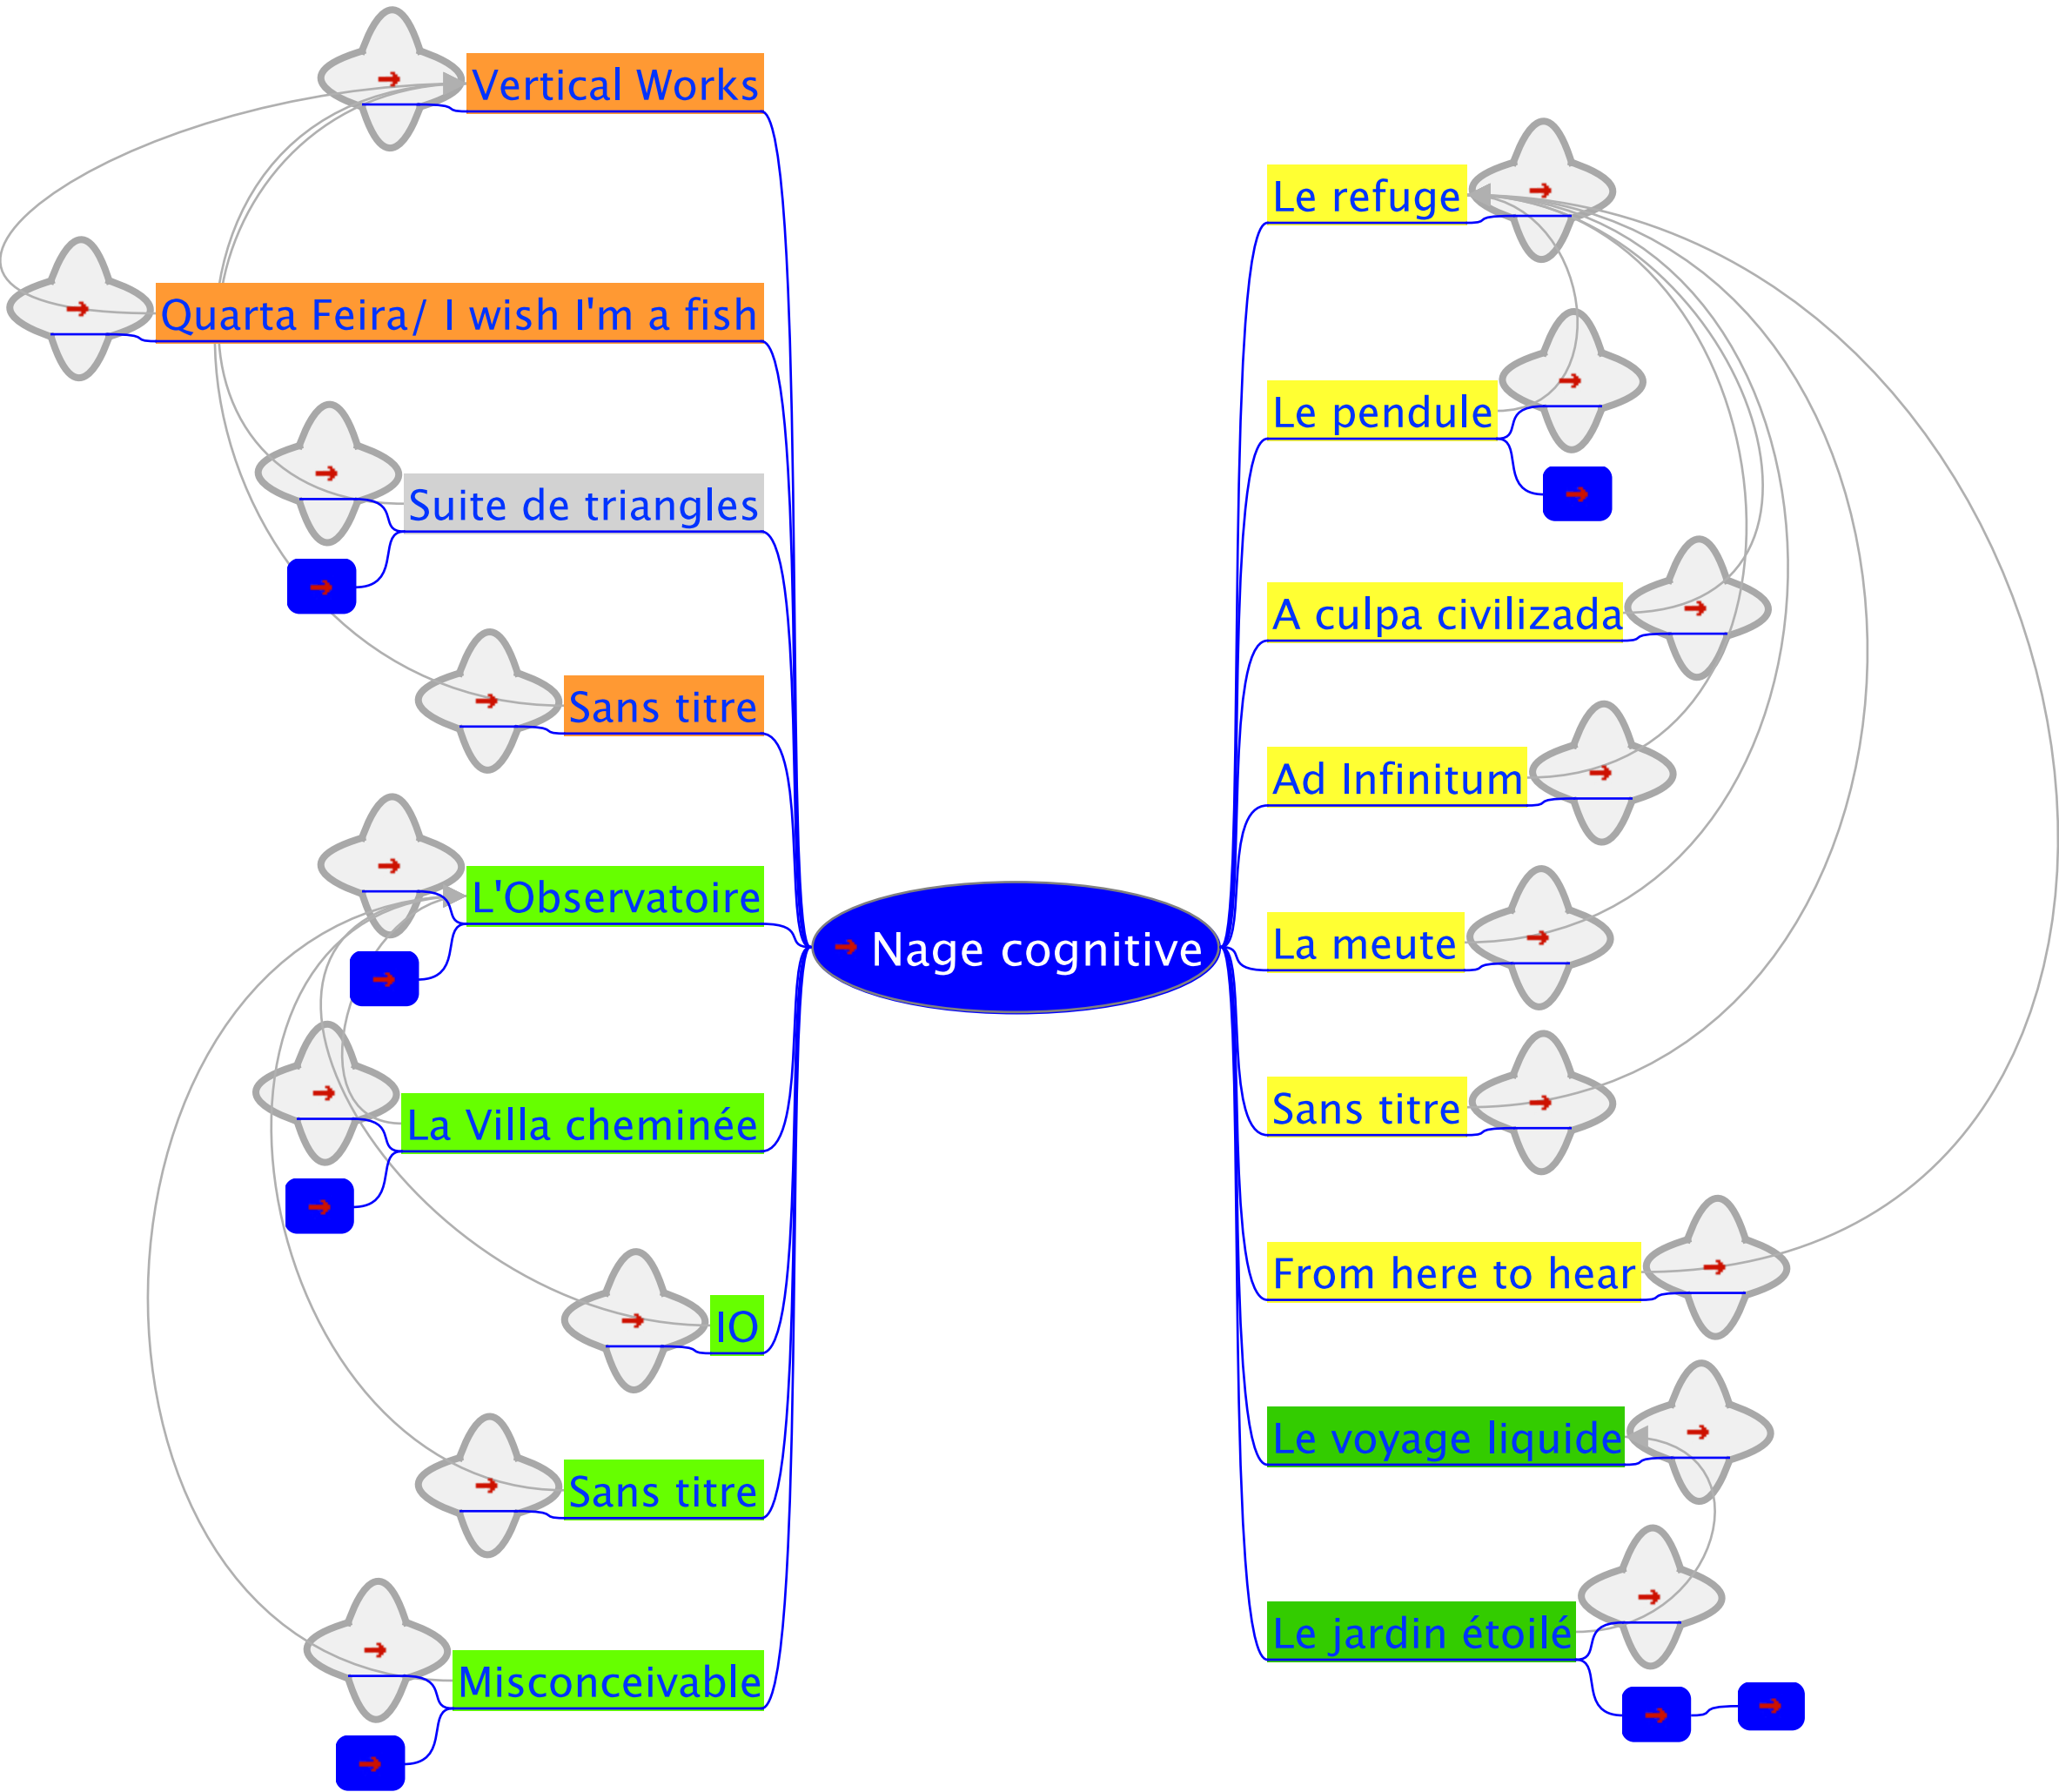 Vertical Works
Quarta Feira/ I wish I'm a fish
Suite de triangles
Sans titre
L'Observatoire
La Villa cheminée
IO
Sans titre
Misconceivable
Nage cognitive
Le refuge
Le pendule
A culpa civilizada
Ad Infinitum
La meute
Sans titre
From here to hear
Le voyage liquide
Le jardin étoilé